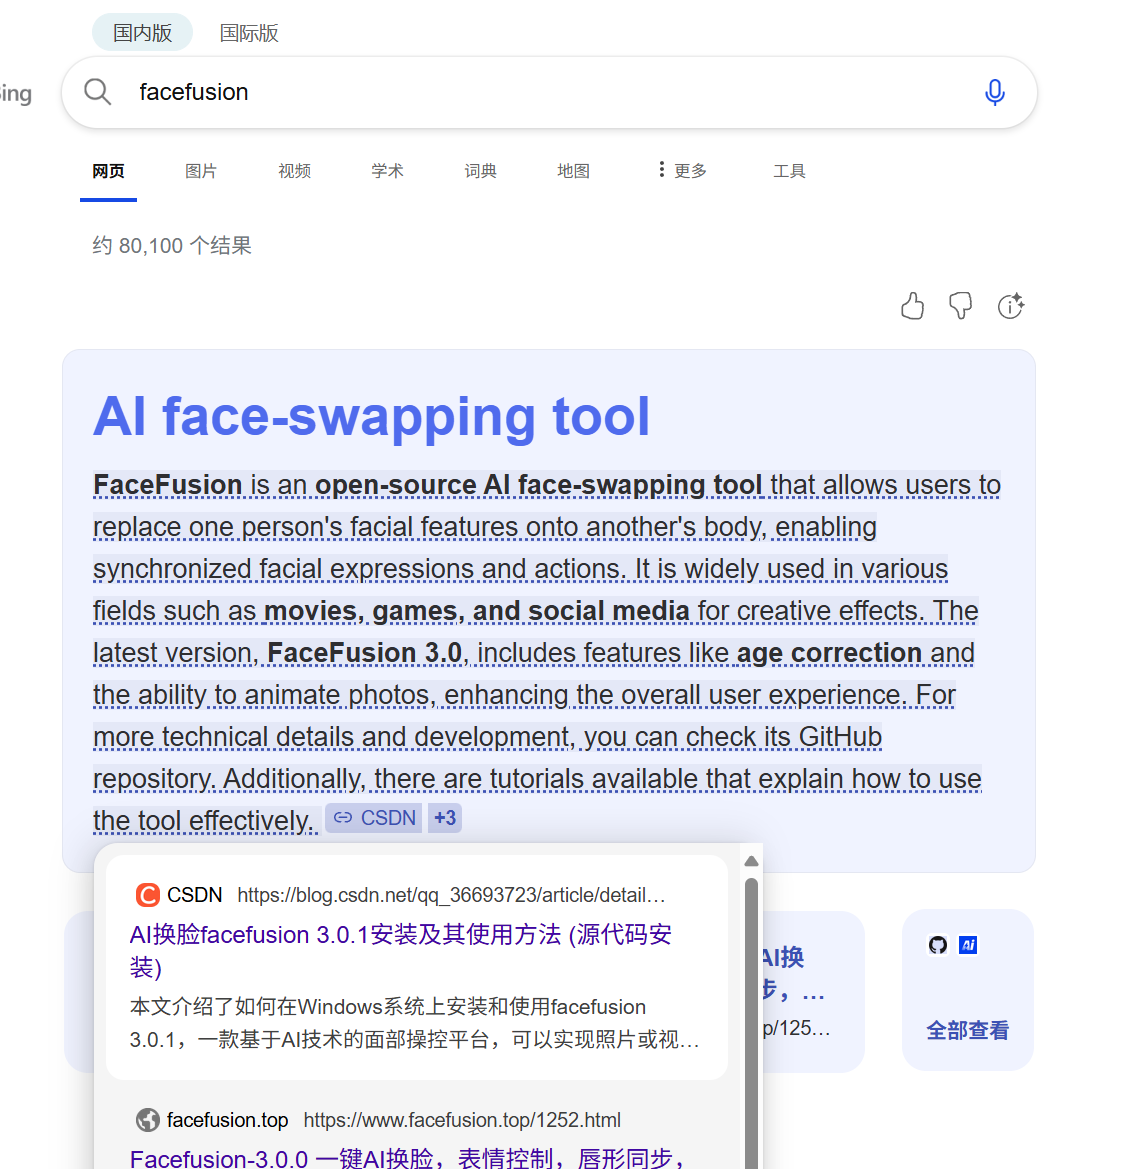 国内版 国际版
ing facefusion
网页 图片 视频 学术 词典 地图 更多 工具
约 80,100 个结果
AI face-swapping tool
FaceFusion is an open-source AI face-swapping tool that allows users to
replace one person's facial features onto another's body, enabling
synchronized facial expressions and actions. It is widely used in various
fields such as movies, games, and social media for creative effects. The
latest version, FaceFusion 3.0, includes features like age correction and
the ability to animate photos, enhancing the overall user experience. For
more technical details and development, you can check its GitHub
repository. Additionally, there are tutorials available that explain how to use
the tool effectively. CSDN +3
CSDN https://blog.csdn.net/qq_36693723/article/detail…
AI换脸facefusion 3.0.1安装及其使用方法 (源代码安
装)
本文介绍了如何在Windows系统上安装和使用facefusion
3.0.1，一款基于AI技术的面部操控平台，可以实现照片或视…
facefusion.top https://www.facefusion.top/1252.html
Facefusion-3.0.0 一键AI换脸，表情控制，唇形同步，
AI换
步，…
p/125…
Ai
全部查看